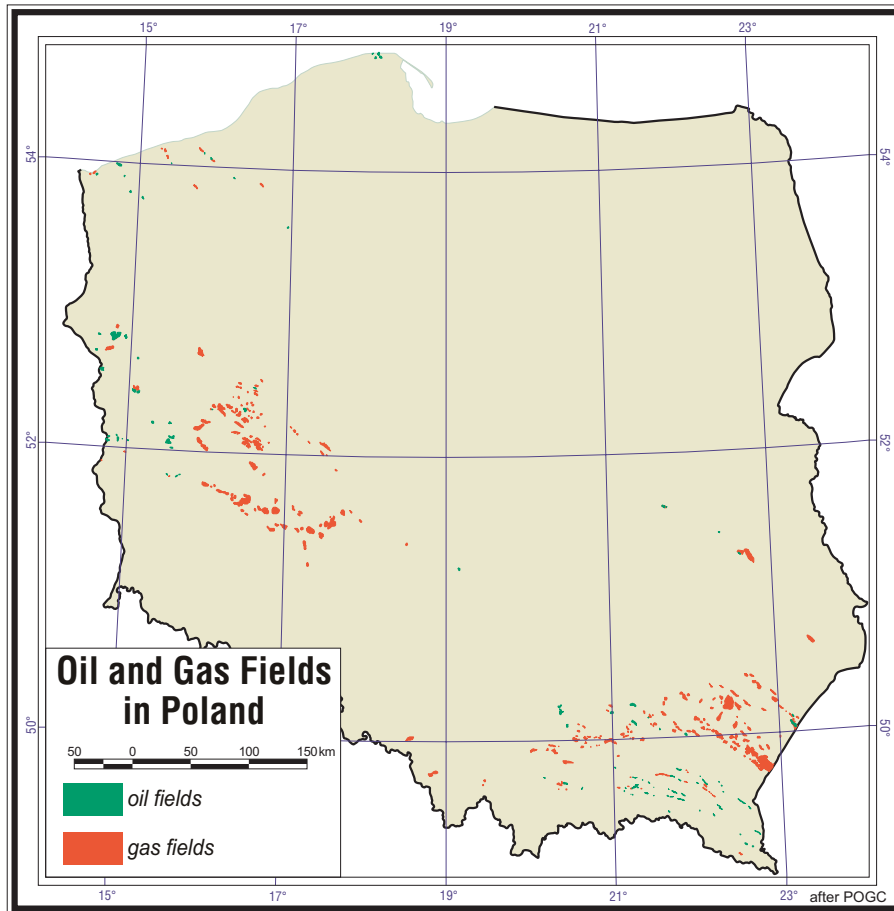 15°
17°
19°
21°
23°
54°
54°
52°
52°
50°
50°
Oil and Gas Fields
in Poland
50 0 50 100 150 km
oil fields
gas fields
15°
17°
19°
21°
23°
after POGC